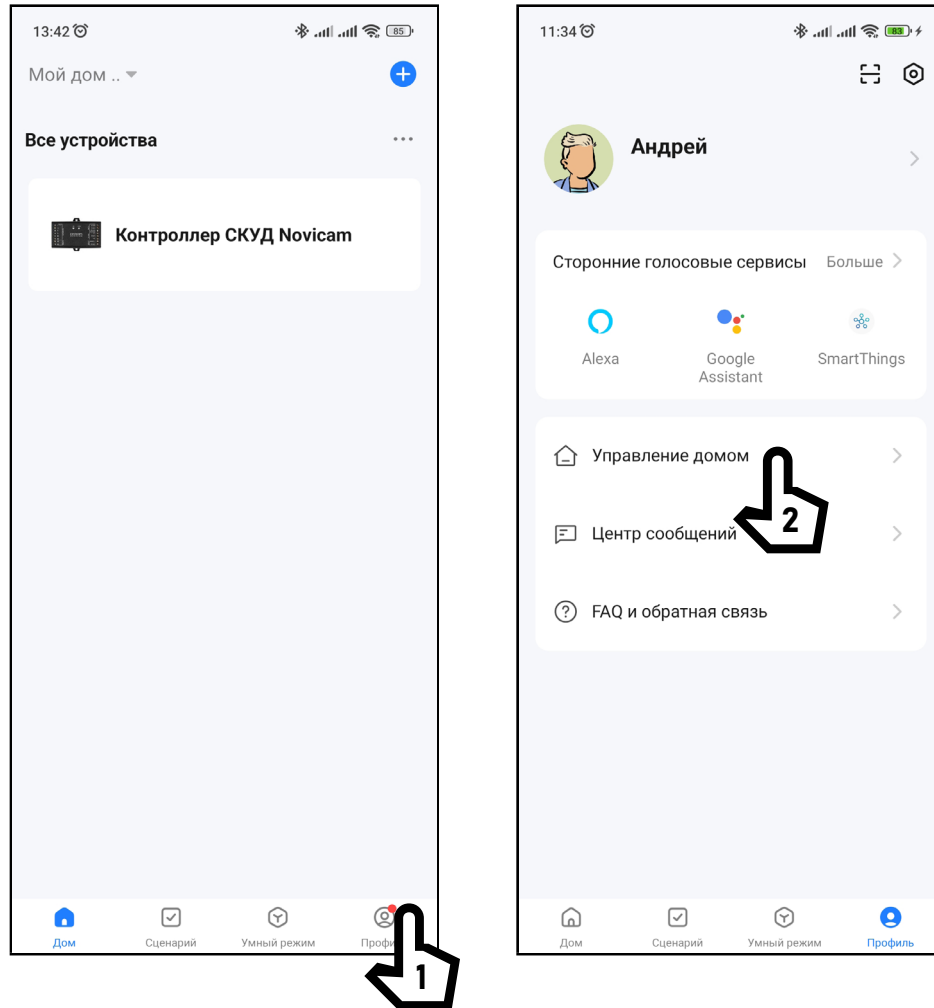 13:42
85
Мой дом ..
Все устройства
...
Контроллер СКУД Novicam
Дом
Сценарий
Умный режим
1
11:34
83
Андрей
Сторонние голосовые сервисы Больше
Alexa
Google
Assistant
SmartThings
Управление домом
2
Центр сообщений
FAQ и обратная связь
Дом
Сценарий
Умный режим
Профиль